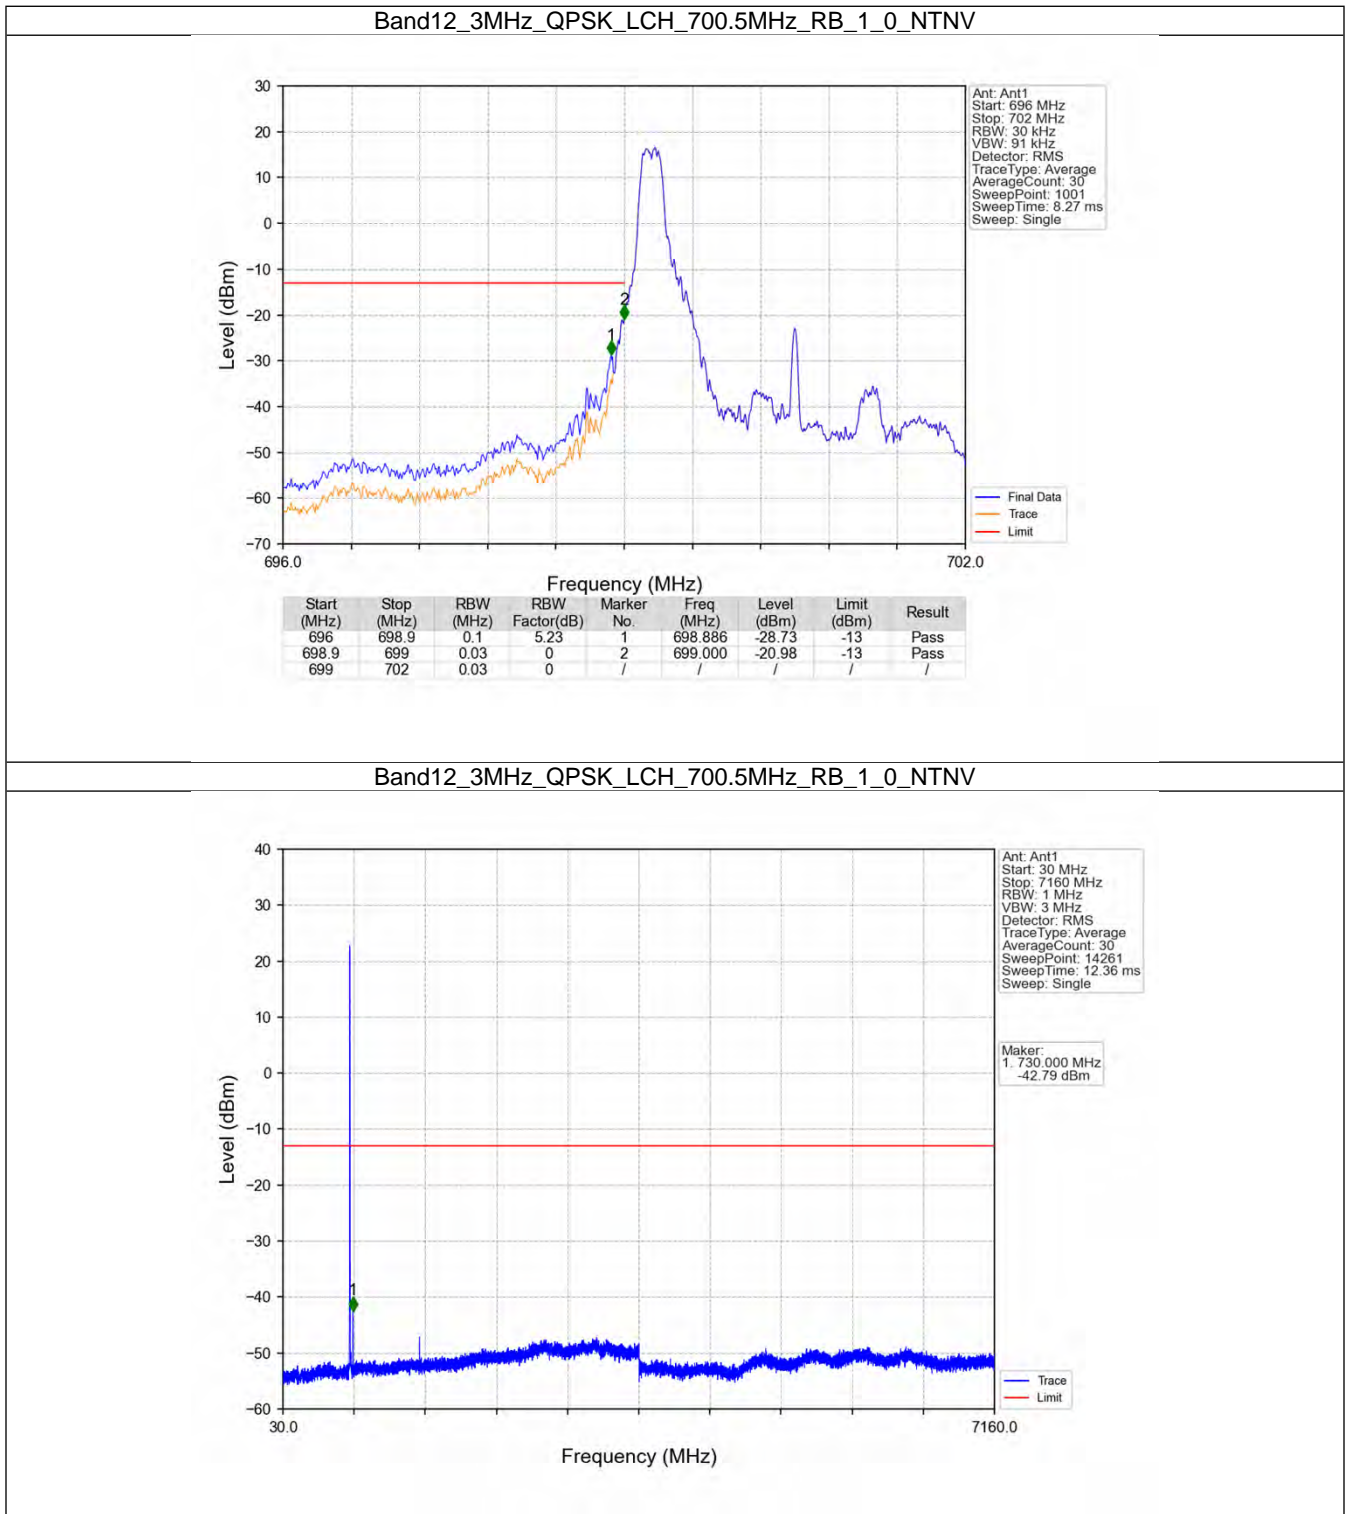 Band12_3MHz_QPSK_LCH_700.5MHz_RB_1_0_NTNV
30
20
10
0
−10
−20
−30
−40
−50
−60
−70
Level (dBm)
1
2
696.0
702.0
Frequency (MHz)
Ant: Ant1
Start: 696 MHz
Stop: 702 MHz
RBW: 30 kHz
VBW: 91 kHz
Detector: RMS
TraceType: Average
AverageCount: 30
SweepPoint: 1001
SweepTime: 8.27 ms
Sweep: Single
Final Data
Trace
Limit
Start (MHz) Stop (MHz) RBW (MHz) RBW Factor(dB) Marker No. Freq (MHz) Level (dBm) Limit (dBm) Result
696 698.9 0.1 5.23 1 698.886 -28.73 -13 Pass
698.9 699 0.03 0 2 699.000 -20.98 -13 Pass
699 702 0.03 0 / / / / /
Band12_3MHz_QPSK_LCH_700.5MHz_RB_1_0_NTNV
40
30
20
10
0
−10
−20
−30
−40
−50
−60
Level (dBm)
1
30.0
7160.0
Frequency (MHz)
Ant: Ant1
Start: 30 MHz
Stop: 7160 MHz
RBW: 1 MHz
VBW: 3 MHz
Detector: RMS
TraceType: Average
AverageCount: 30
SweepPoint: 14261
SweepTime: 12.36 ms
Sweep: Single
Maker:
1. 730.000 MHz
-42.79 dBm
Trace
Limit